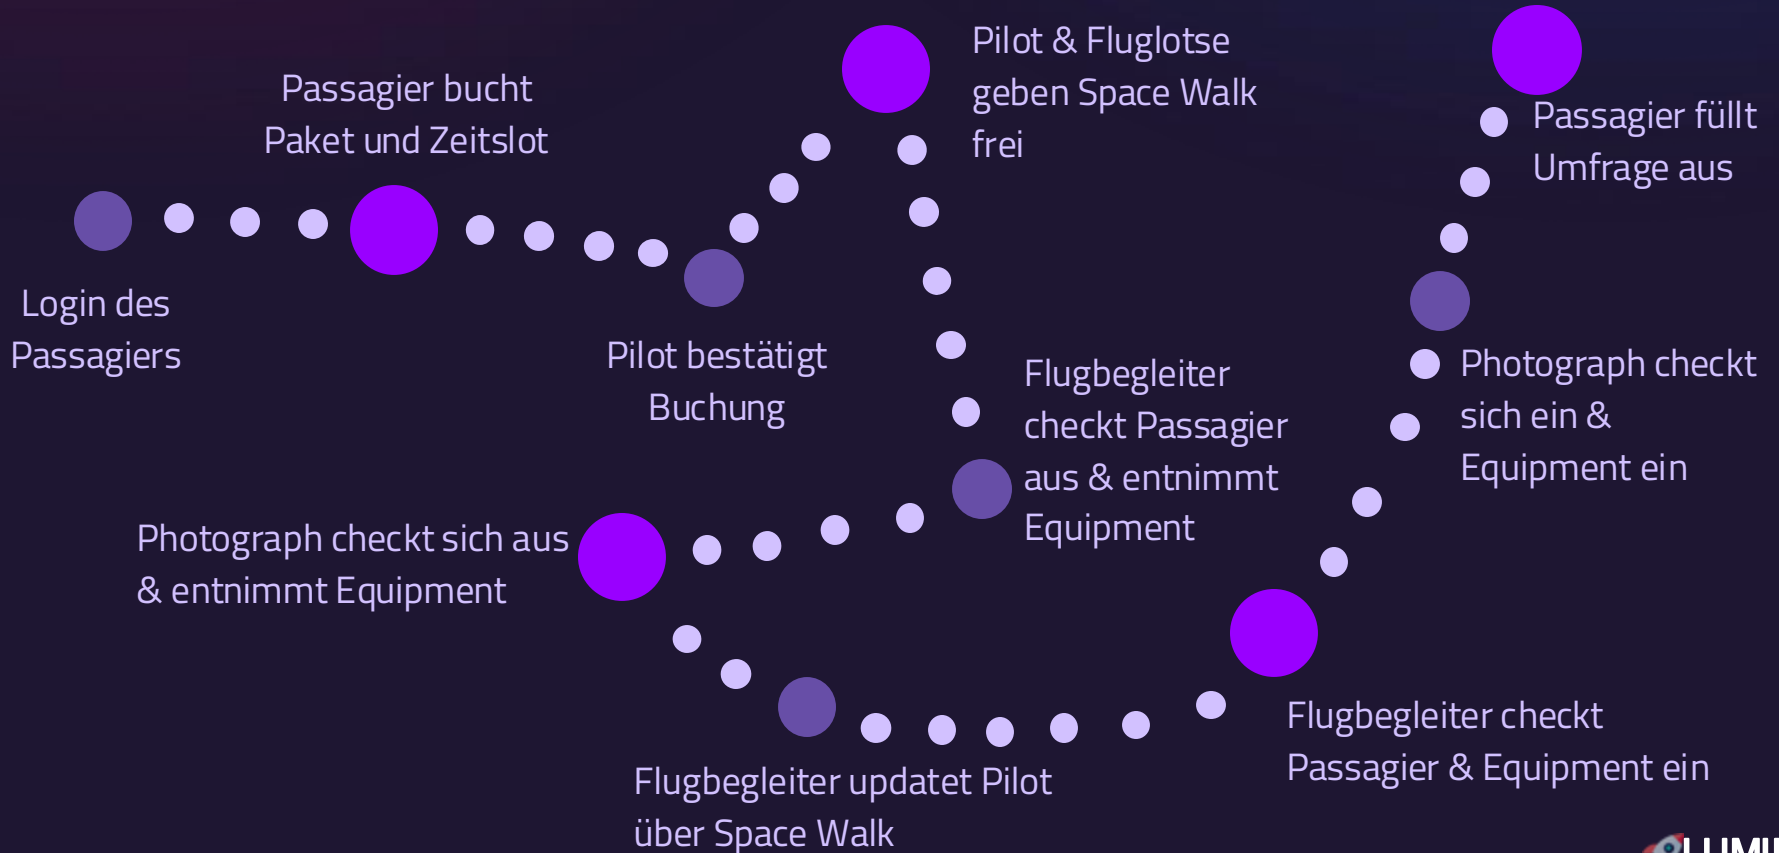 Login des
Passagiers
Passagier bucht
Paket und Zeitslot
Pilot bestätigt
Buchung
Pilot & Fluglotse
geben Space Walk
frei
Flugbegleiter
checkt Passagier
aus & entnimmt
Equipment
Photograph checkt sich aus
& entnimmt Equipment
Flugbegleiter updatet Pilot
über Space Walk
Flugbegleiter checkt
Passagier & Equipment ein
Photograph checkt
sich ein &
Equipment ein
Passagier füllt
Umfrage aus